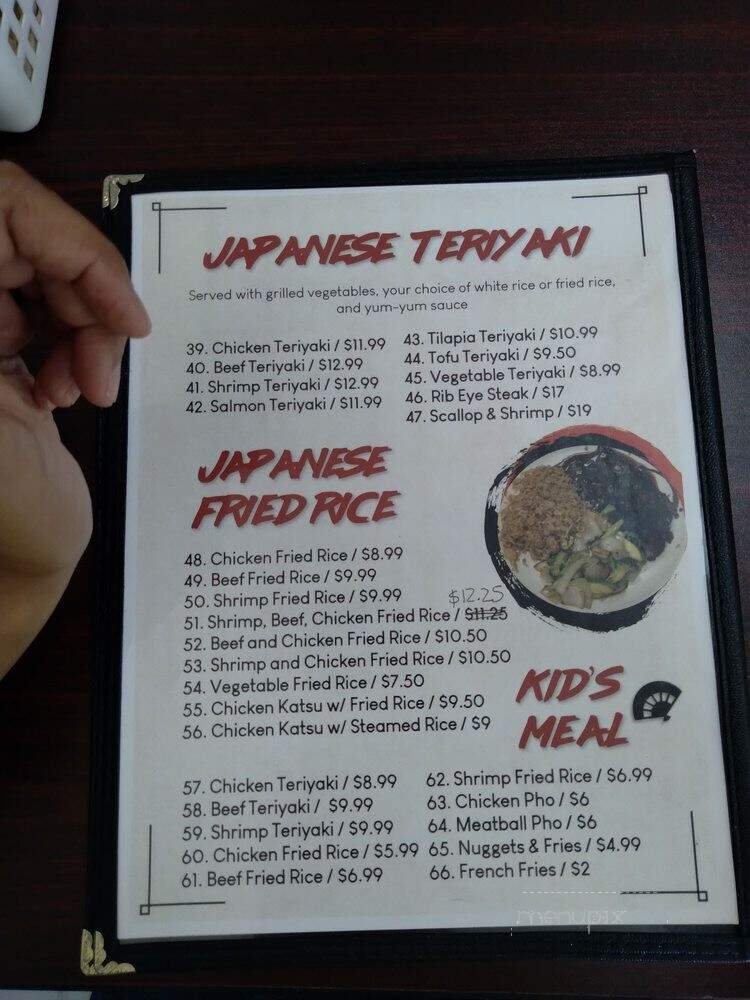 JAPANESE TERIYAKI
Served with grilled vegetables, your choice of white rice or fried rice,
and yum-yum sauce
39. Chicken Teriyaki / $11.99
40. Beef Teriyaki / $12.99
41. Shrimp Teriyaki / $12.99
42. Salmon Teriyaki / $11.99
43. Tilapia Teriyaki / $10.99
44. Tofu Teriyaki / $9.50
45. Vegetable Teriyaki / $8.99
46. Rib Eye Steak / $17
47. Scallop & Shrimp / $19
JAPANESE
FRIED RICE
48. Chicken Fried Rice / $8.99
49. Beef Fried Rice / $9.99
50. Shrimp Fried Rice / $9.99
$12.25
51. Shrimp, Beef, Chicken Fried Rice / $11.25
52. Beef and Chicken Fried Rice / $10.50
53. Shrimp and Chicken Fried Rice / $10.50
54. Vegetable Fried Rice / $7.50
55. Chicken Katsu w/ Fried Rice / $9.50
56. Chicken Katsu w/ Steamed Rice / $9
KID'S
MEAL
57. Chicken Teriyaki / $8.99
58. Beef Teriyaki / $9.99
59. Shrimp Teriyaki / $9.99
60. Chicken Fried Rice / $5.99
61. Beef Fried Rice / $6.99
62. Shrimp Fried Rice / $6.99
63. Chicken Pho / $6
64. Meatball Pho / $6
65. Nuggets & Fries / $4.99
66. French Fries / $2
menupix